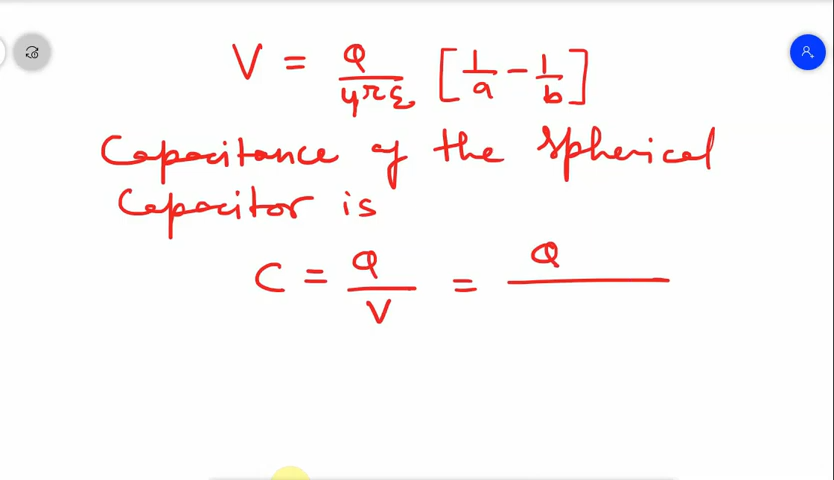 V = Q/4πε [1/a - 1/b]
Capacitance of the Spherical
Capacitor is
C = Q/V = Q/